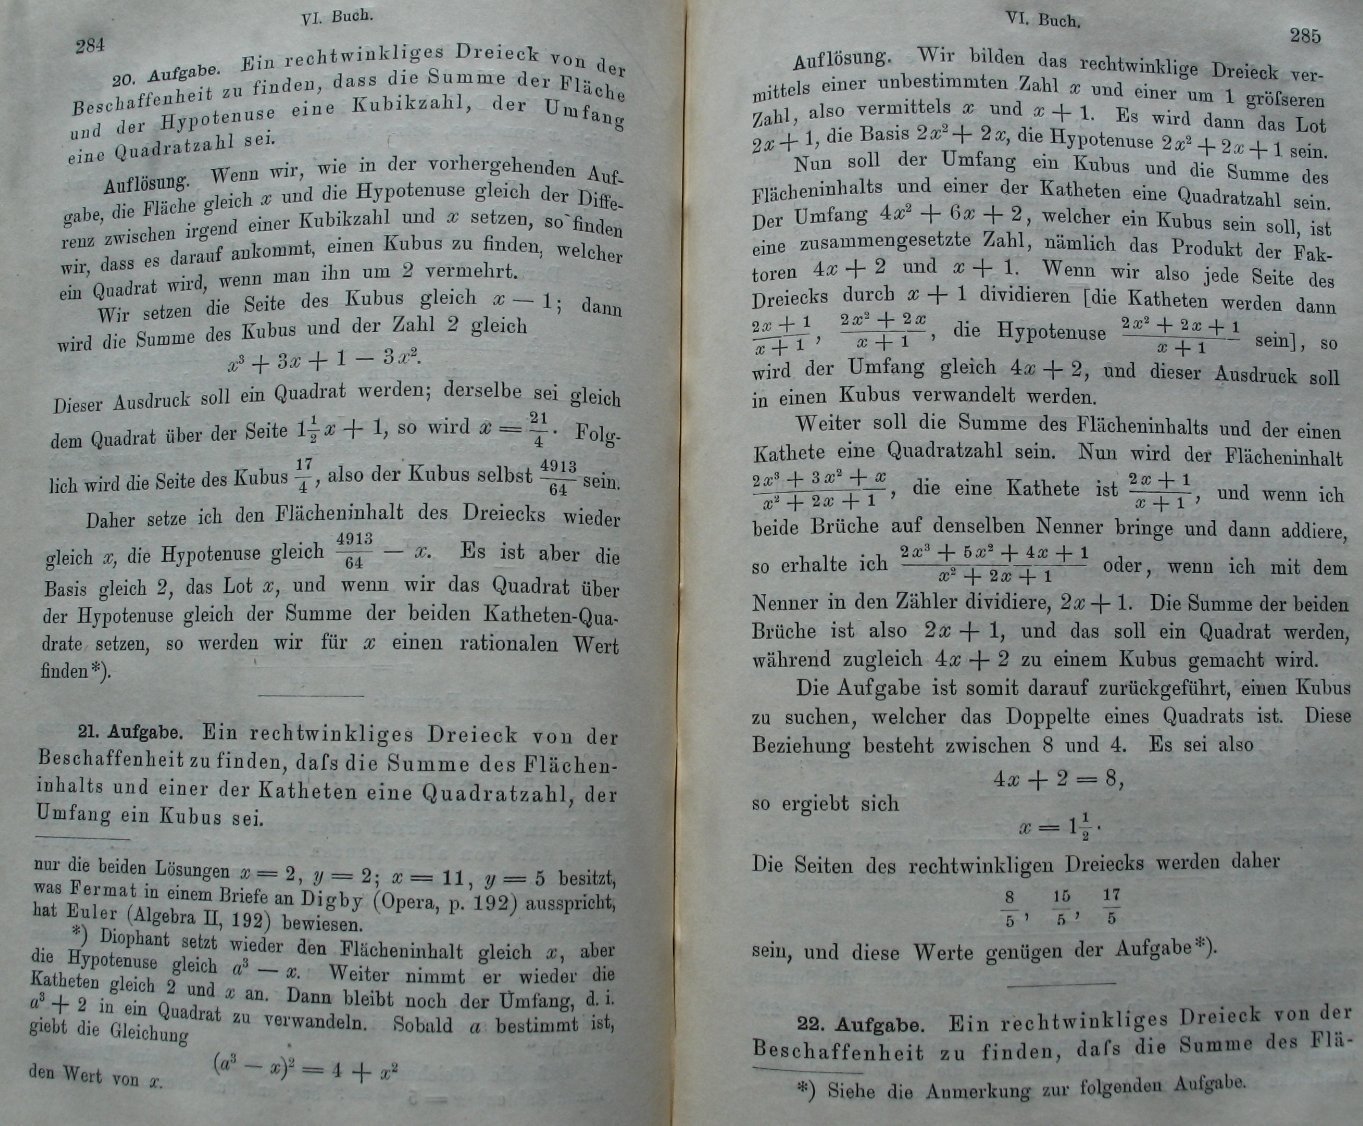 VI. Buch.
284
20. Aufgabe. Ein rechtwinkliges Dreieck von der
Beschaffenheit zu finden, dass die Summe der Fläche
und der Hypotenuse eine Kubikzahl, der Umfang
eine Quadratzahl sei.
Auflösung. Wenn wir, wie in der vorhergehenden Auf-
gabe, die Fläche gleich x und die Hypotenuse gleich der Diffe-
renz zwischen irgend einer Kubikzahl und x setzen, so finden
wir, dass es darauf ankommt, einen Kubus zu finden, welcher
ein Quadrat wird, wenn man ihn um 2 vermehrt.
Wir setzen die Seite des Kubus gleich x — 1; dann
wird die Summe des Kubus und der Zahl 2 gleich
x³ + 3x + 1 — 3x².
Dieser Ausdruck soll ein Quadrat werden; derselbe sei gleich
dem Quadrat über der Seite 1 1/2 x + 1, so wird x = 21/4. Folg-
lich wird die Seite des Kubus 17/4, also der Kubus selbst 4913/64 sein.
Daher setze ich den Flächeninhalt des Dreiecks wieder
gleich x, die Hypotenuse gleich 4913/64 — x. Es ist aber die
Basis gleich 2, das Lot x, und wenn wir das Quadrat über
der Hypotenuse gleich der Summe der beiden Katheten-Qua-
drate setzen, so werden wir für x einen rationalen Wert
finden*).
21. Aufgabe. Ein rechtwinkliges Dreieck von der
Beschaffenheit zu finden, daſs die Summe des Flächen-
inhalts und einer der Katheten eine Quadratzahl, der
Umfang ein Kubus sei.
nur die beiden Lösungen x = 2, y = 2; x = 11, y = 5 besitzt,
was Fermat in einem Briefe an Digby (Opera, p. 192) ausspricht,
hat Euler (Algebra II, 192) bewiesen.
*) Diophant setzt wieder den Flächeninhalt gleich x, aber
die Hypotenuse gleich a³ — x. Weiter nimmt er wieder die
Katheten gleich 2 und x an. Dann bleibt noch der Umfang, d. i.
a³ + 2 in ein Quadrat zu verwandeln. Sobald a bestimmt ist,
giebt die Gleichung
(a³ — x)² = 4 + x²
den Wert von x.
VI. Buch.
285
Auflösung. Wir bilden das rechtwinklige Dreieck ver-
mittels einer unbestimmten Zahl x und einer um 1 gröſseren
Zahl, also vermittels x und x + 1. Es wird dann das Lot
2x + 1, die Basis 2x² + 2x, die Hypotenuse 2x² + 2x + 1 sein.
Nun soll der Umfang ein Kubus und die Summe des
Flächeninhalts und einer der Katheten eine Quadratzahl sein.
Der Umfang 4x² + 6x + 2, welcher ein Kubus sein soll, ist
eine zusammengesetzte Zahl, nämlich das Produkt der Fak-
toren 4x + 2 und x + 1. Wenn wir also jede Seite des
Dreiecks durch x + 1 dividieren [die Katheten werden dann
(2x + 1)/(x + 1), (2x² + 2x)/(x + 1), die Hypotenuse (2x² + 2x + 1)/(x + 1) sein], so
wird der Umfang gleich 4x + 2, und dieser Ausdruck soll
in einen Kubus verwandelt werden.
Weiter soll die Summe des Flächeninhalts und der einen
Kathete eine Quadratzahl sein. Nun wird der Flächeninhalt
(2x³ + 3x² + x)/(x² + 2x + 1), die eine Kathete ist (2x + 1)/(x + 1), und wenn ich
beide Brüche auf denselben Nenner bringe und dann addiere,
so erhalte ich (2x³ + 5x² + 4x + 1)/(x² + 2x + 1) oder, wenn ich mit dem
Nenner in den Zähler dividiere, 2x + 1. Die Summe der beiden
Brüche ist also 2x + 1, und das soll ein Quadrat werden,
während zugleich 4x + 2 zu einem Kubus gemacht wird.
Die Aufgabe ist somit darauf zurückgeführt, einen Kubus
zu suchen, welcher das Doppelte eines Quadrats ist. Diese
Beziehung besteht zwischen 8 und 4. Es sei also
4x + 2 = 8,
so ergiebt sich
x = 1 1/2.
Die Seiten des rechtwinkligen Dreiecks werden daher
8/5, 15/5, 17/5
sein, und diese Werte genügen der Aufgabe*).
22. Aufgabe. Ein rechtwinkliges Dreieck von der
Beschaffenheit zu finden, daſs die Summe des Flä-
*) Siehe die Anmerkung zur folgenden Aufgabe.